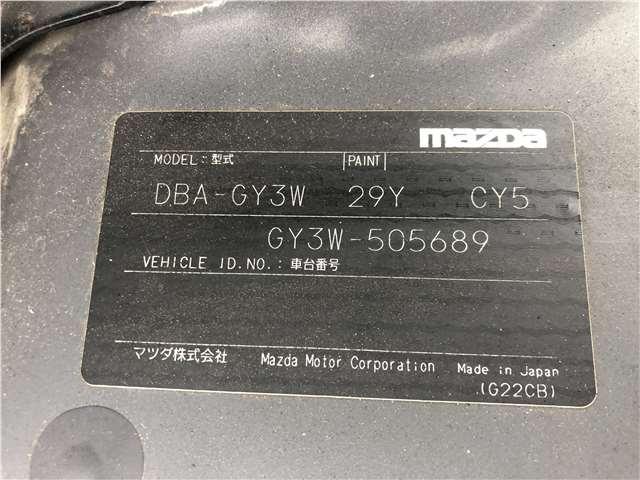 mazda
MODEL: 型式 PAINT
DBA-GY3W 29Y CY5
GY3W-505689
VEHICLE ID.NO.: 車台番号
マツダ株式会社 Mazda Motor Corporation Made in Japan
(G22CB)